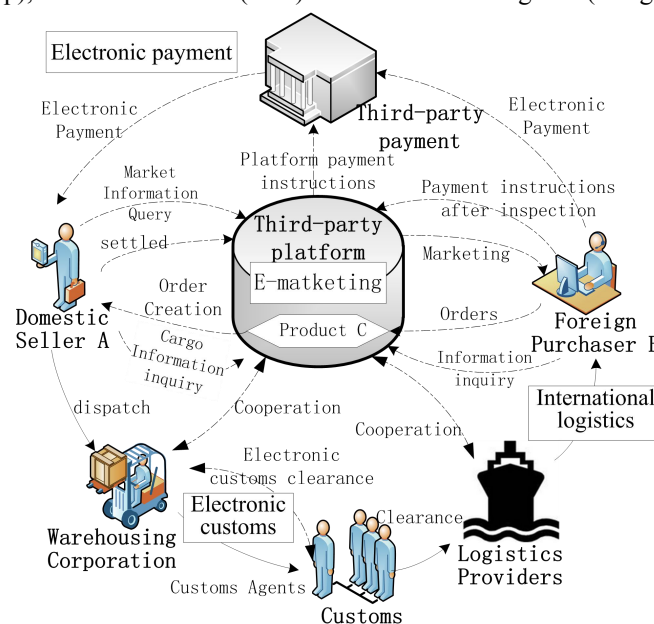 Electronic payment
Electronic
Payment
Third-party
payment
Electronic
Payment
Platform payment
instructions
Market
Information
Query
Payment instructions
after inspection
settled
Third-party
platform
Marketing
E-matketing
Order
Creation
Product C
Orders
Domestic
Seller A
Foreign
Purchaser
Cargo
Information
inquiry
Information
inquiry
dispatch
Cooperation
Cooperation
International
logistics
Electronic
customs clearance
Electronic
customs
Clearance
Warehousing
Corporation
Logistics
Providers
Customs Agents
Customs